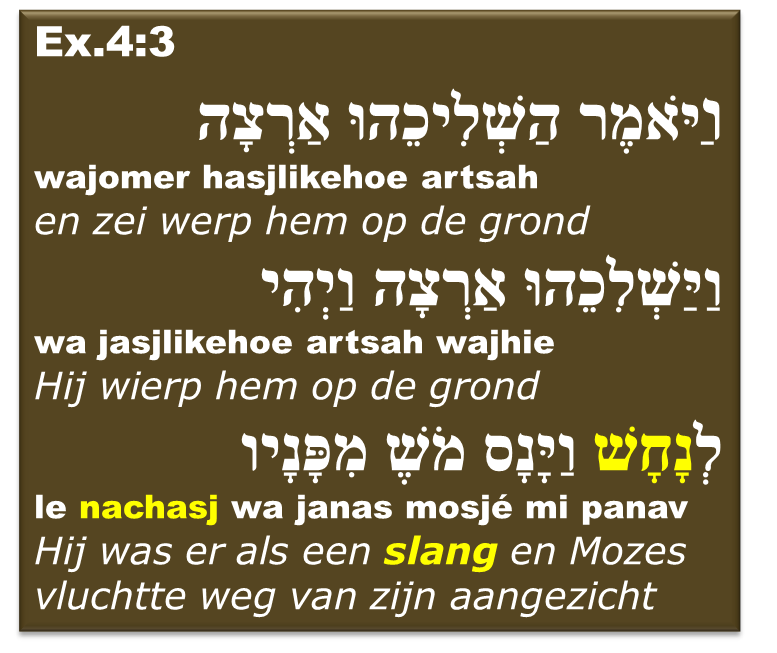 Ex.4:3
וַיֹּאמֶר הַשְׁלִיכֵהוּ אַרְצָה
wajomer hasjlikehoe artsah
en zei werp hem op de grond
וַיַּשְׁלִכֵהוּ אַרְצָה וַיְהִי
wa jasjlikehoe artsah wajhie
Hij wierp hem op de grond
לְנָחָשׁ וַיָּנָס מֹשֶׁ מִפָּנָיו
le nachasj wa janas mosjé mi panav
Hij was er als een slang en Mozes
vluchtte weg van zijn aangezicht